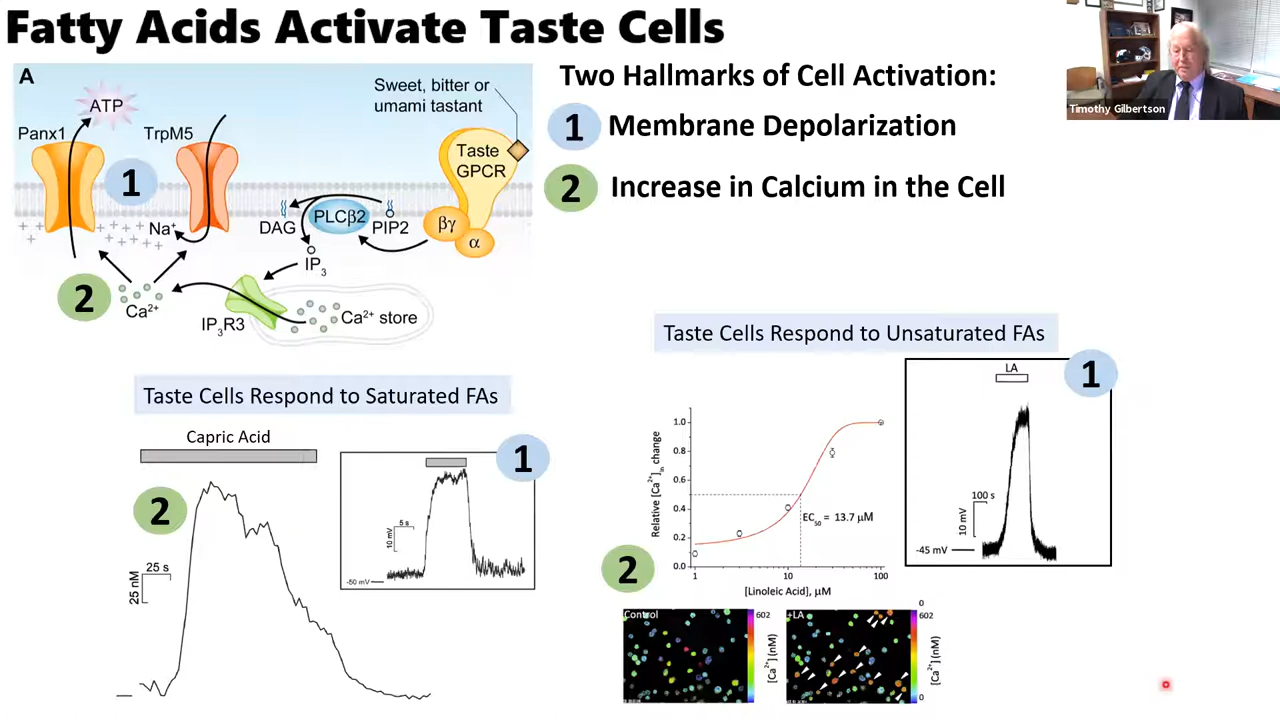 Fatty Acids Activate Taste Cells
Timothy Gilbertson
Two Hallmarks of Cell Activation:
1 Membrane Depolarization
2 Increase in Calcium in the Cell
A
ATP
Panx1
TrpM5
1
Sweet, bitter or
umami tastant
Taste
GPCR
Na⁺
DAG
PLCβ2
PIP2
βγ
α
IP₃
2
Ca²⁺
IP₃R3
Ca²⁺ store
Taste Cells Respond to Saturated FAs
Capric Acid
2
25 s
25 nM
1
5 s
10 mV
-50 mV
Taste Cells Respond to Unsaturated FAs
Relative [Ca²⁺]ᵢₙ change
1.0
0.8
0.6
0.4
0.2
0.0
EC₅₀ = 13.7 μM
1
10
100
[Linoleic Acid], μM
LA
1
100 s
10 mV
-45 mV
2
Control
602
[Ca²⁺] (nM)
+LA
0
602
[Ca²⁺] (nM)
0